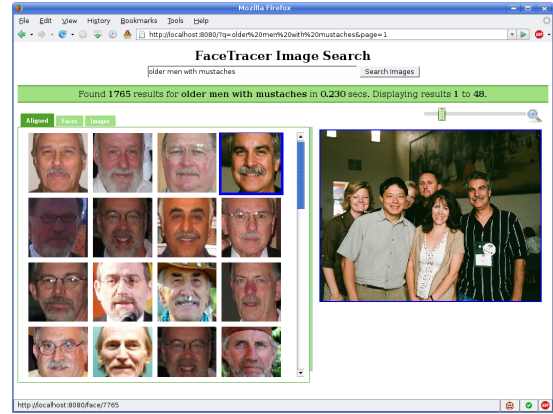 Mozilla Firefox
File Edit View History Bookmarks Tools Help
http://localhost:8080/?q=older%20men%20with%20mustaches&page=1
FaceTracer Image Search
older men with mustaches Search Images
Found 1765 results for older men with mustaches in 0.230 secs. Displaying results 1 to 48.
Aligned Faces Images
http://localhost:8080/face/7765